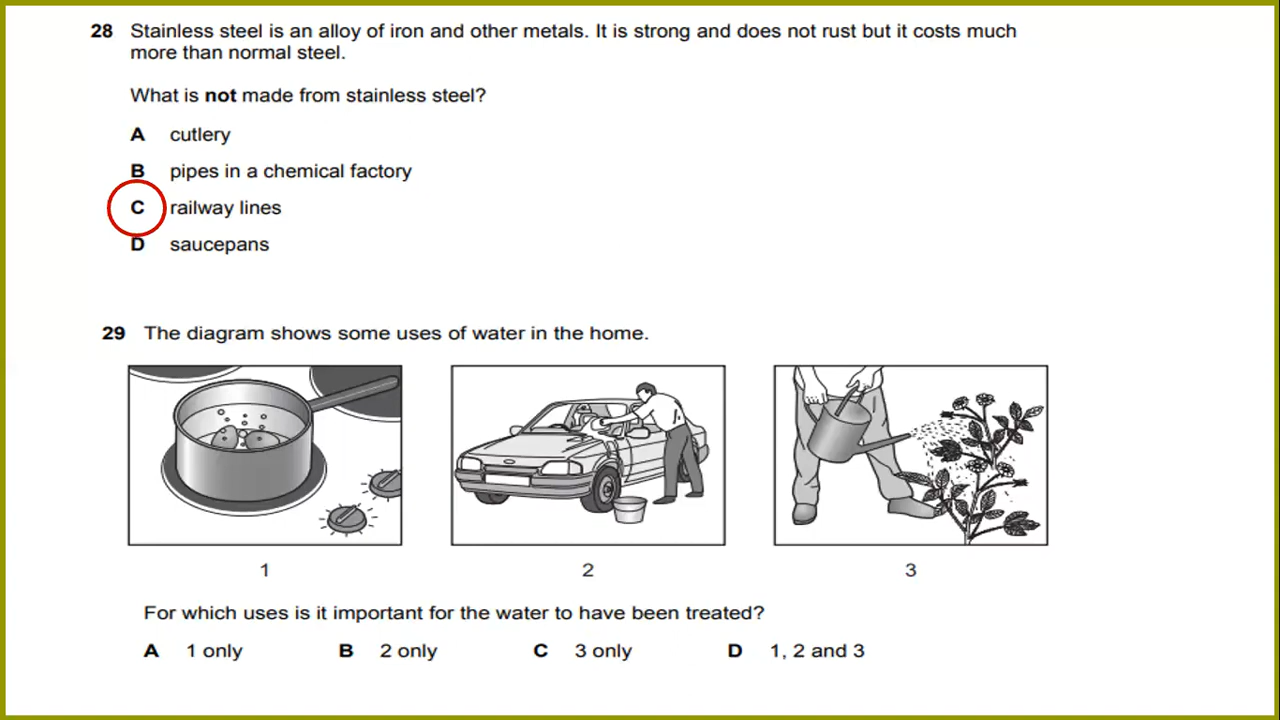 28 Stainless steel is an alloy of iron and other metals. It is strong and does not rust but it costs much
more than normal steel.
What is not made from stainless steel?
A cutlery
B pipes in a chemical factory
C railway lines
D saucepans
29 The diagram shows some uses of water in the home.
1 2 3
For which uses is it important for the water to have been treated?
A 1 only B 2 only C 3 only D 1, 2 and 3